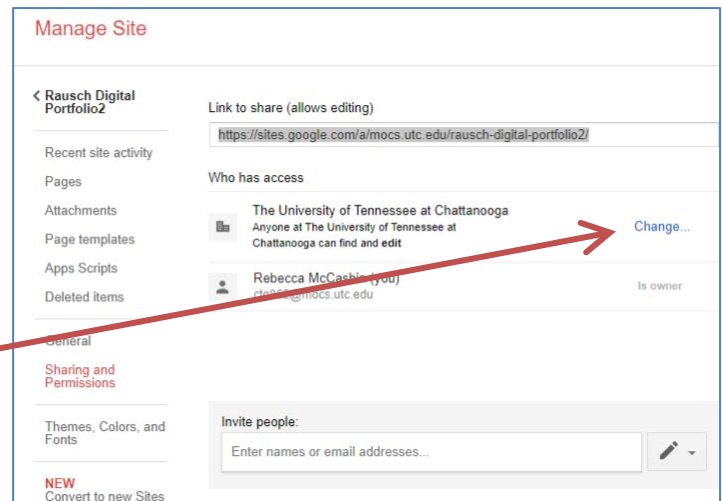 Manage Site
Rausch Digital
Portfolio2
Recent site activity
Pages
Attachments
Page templates
Apps Scripts
Deleted items
General
Sharing and
Permissions
Themes, Colors, and
Fonts
NEW
Convert to new Sites
Link to share (allows editing)
https://sites.google.com/a/mocs.utc.edu/rausch-digital-portfolio2/
Who has access
The University of Tennessee at Chattanooga
Anyone at The University of Tennessee at
Chattanooga can find and edit
Change...
Rebecca (you)
Is owner
Invite people:
Enter names or email addresses...